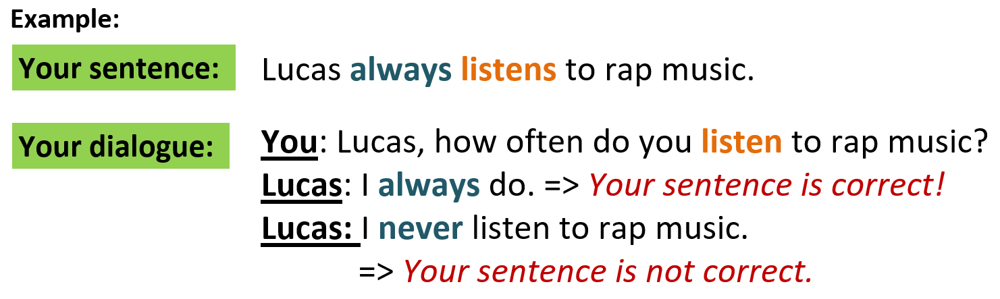 Example:
Your sentence: Lucas always listens to rap music.
Your dialogue: You: Lucas, how often do you listen to rap music?
Lucas: I always do. => Your sentence is correct!
Lucas: I never listen to rap music.
=> Your sentence is not correct.